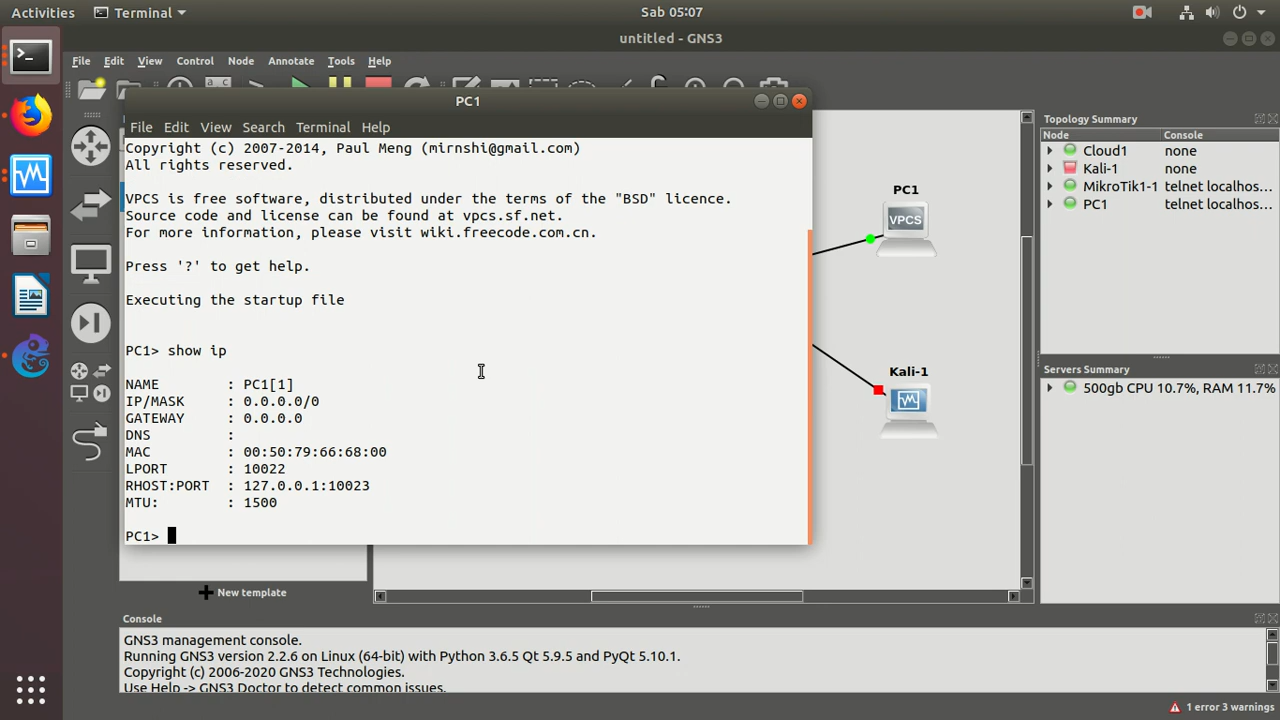 Activities
Terminal
Sab 05:07
untitled - GNS3
File Edit View Control Node Annotate Tools Help
PC1
File Edit View Search Terminal Help
Copyright (c) 2007-2014, Paul Meng (mirnshi@gmail.com)
All rights reserved.
VPCS is free software, distributed under the terms of the "BSD" licence.
Source code and license can be found at vpcs.sf.net.
For more information, please visit wiki.freecode.com.cn.
Press '?' to get help.
Executing the startup file
PC1> show ip
NAME : PC1[1]
IP/MASK : 0.0.0.0/0
GATEWAY : 0.0.0.0
DNS :
MAC : 00:50:79:66:68:00
LPORT : 10022
RHOST:PORT : 127.0.0.1:10023
MTU: : 1500
PC1>
PC1
VPCS
Kali-1
New template
Topology Summary
Node Console
Cloud1 none
Kali-1 none
MikroTik1-1 telnet localhos...
PC1 telnet localhos...
Servers Summary
500gb CPU 10.7%, RAM 11.7%
Console
GNS3 management console.
Running GNS3 version 2.2.6 on Linux (64-bit) with Python 3.6.5 Qt 5.9.5 and PyQt 5.10.1.
Copyright (c) 2006-2020 GNS3 Technologies.
Use Help -> GNS3 Doctor to detect common issues.
1 error 3 warnings